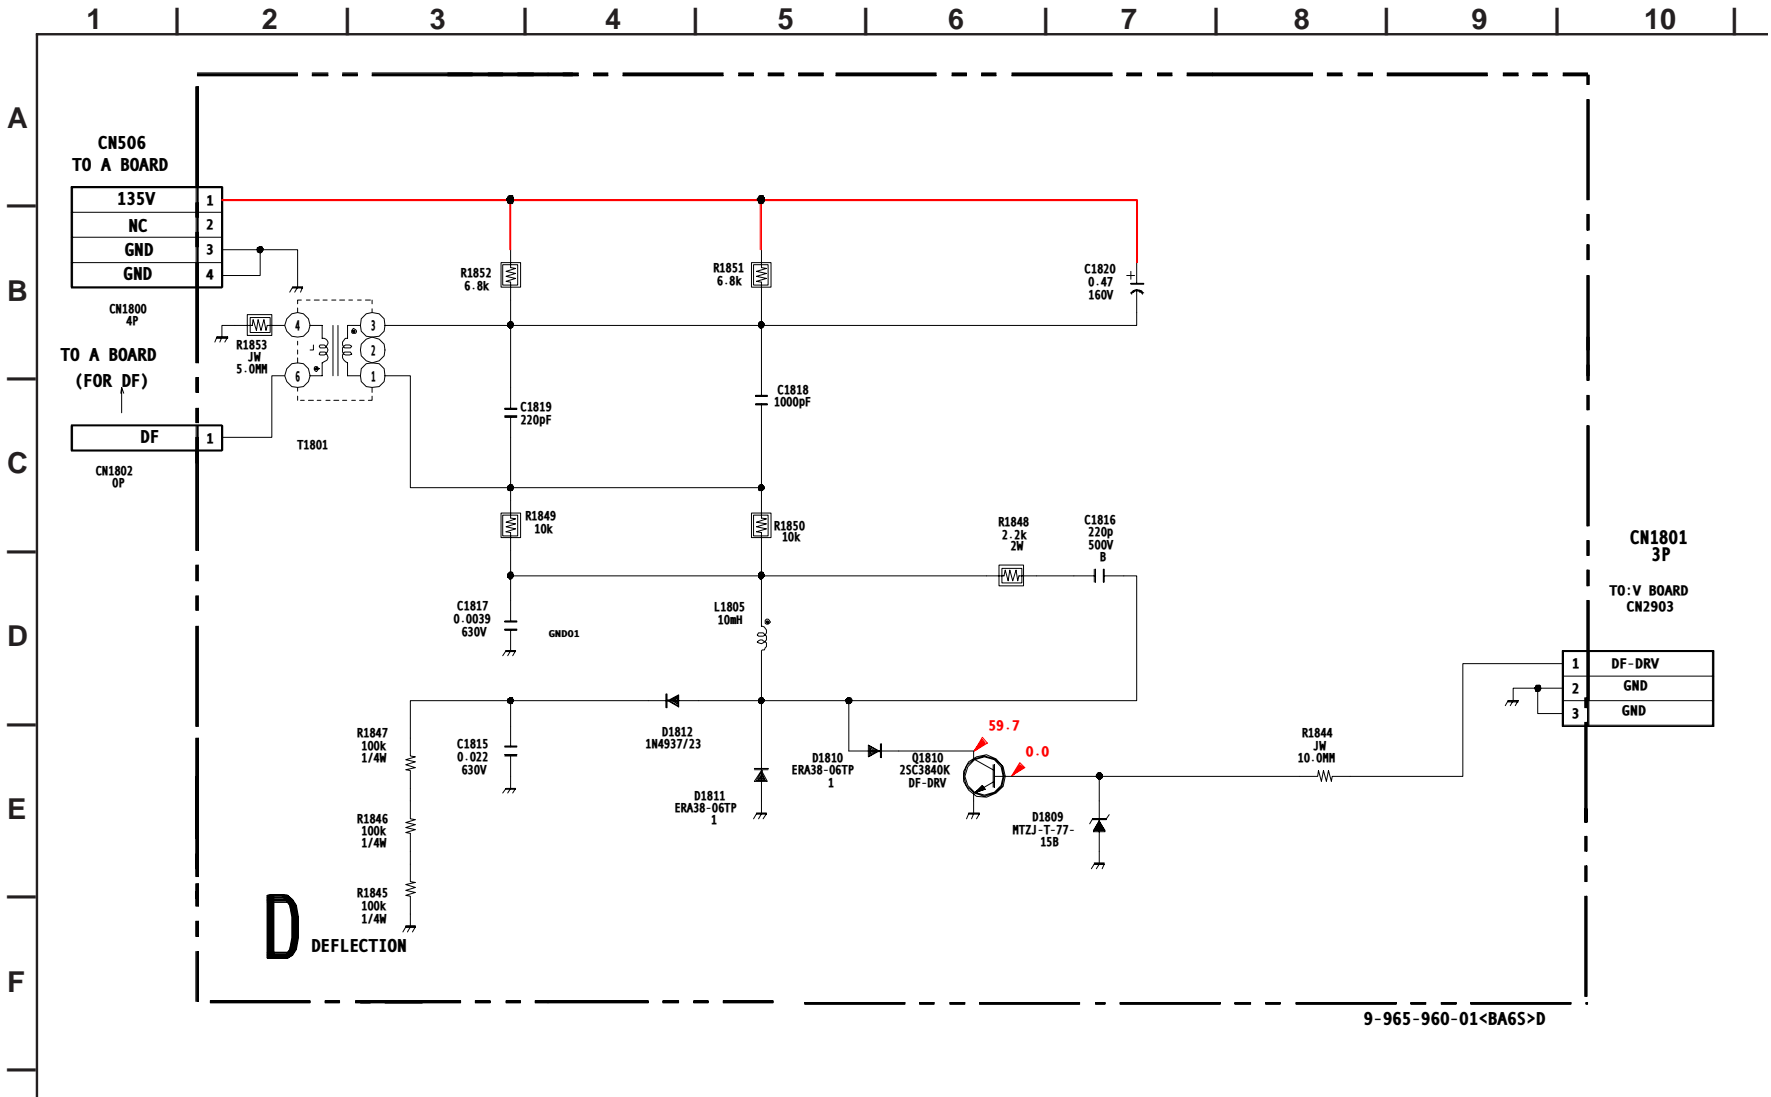 1 2 3 4 5 6 7 8 9 10
A
B
C
D
E
F
CN506
TO A BOARD
135V 1
NC 2
GND 3
GND 4
CN1800
4P
TO A BOARD
(FOR DF)
DF 1
CN1802
0P
R1853
JW
5.0MM
4
6
3
2
1
T1801
R1852
6.8k
R1851
6.8k
C1820
0.47
160V
+
C1819
220pF
C1818
1000pF
R1849
10k
R1850
10k
R1848
2.2k
2W
C1816
220p
500V
B
C1817
0.0039
630V
GND01
L1805
10mH
R1847
100k
1/4W
C1815
0.022
630V
D1812
1N4937/23
D1811
ERA38-06TP
1
D1810
ERA38-06TP
1
Q1810
2SC3840K
DF-DRV
59.7
0.0
D1809
MTZJ-T-77-
15B
R1844
JW
10.0MM
R1846
100k
1/4W
R1845
100k
1/4W
CN1801
3P
TO:V BOARD
CN2903
1 DF-DRV
2 GND
3 GND
D DEFLECTION
9-965-960-01<BA6S>D